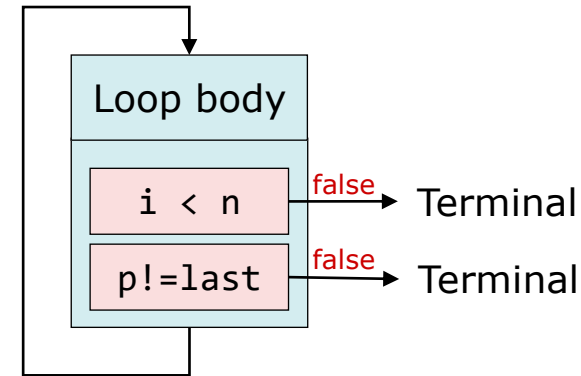 Loop body
i < n
false
Terminal
p!=last
false
Terminal